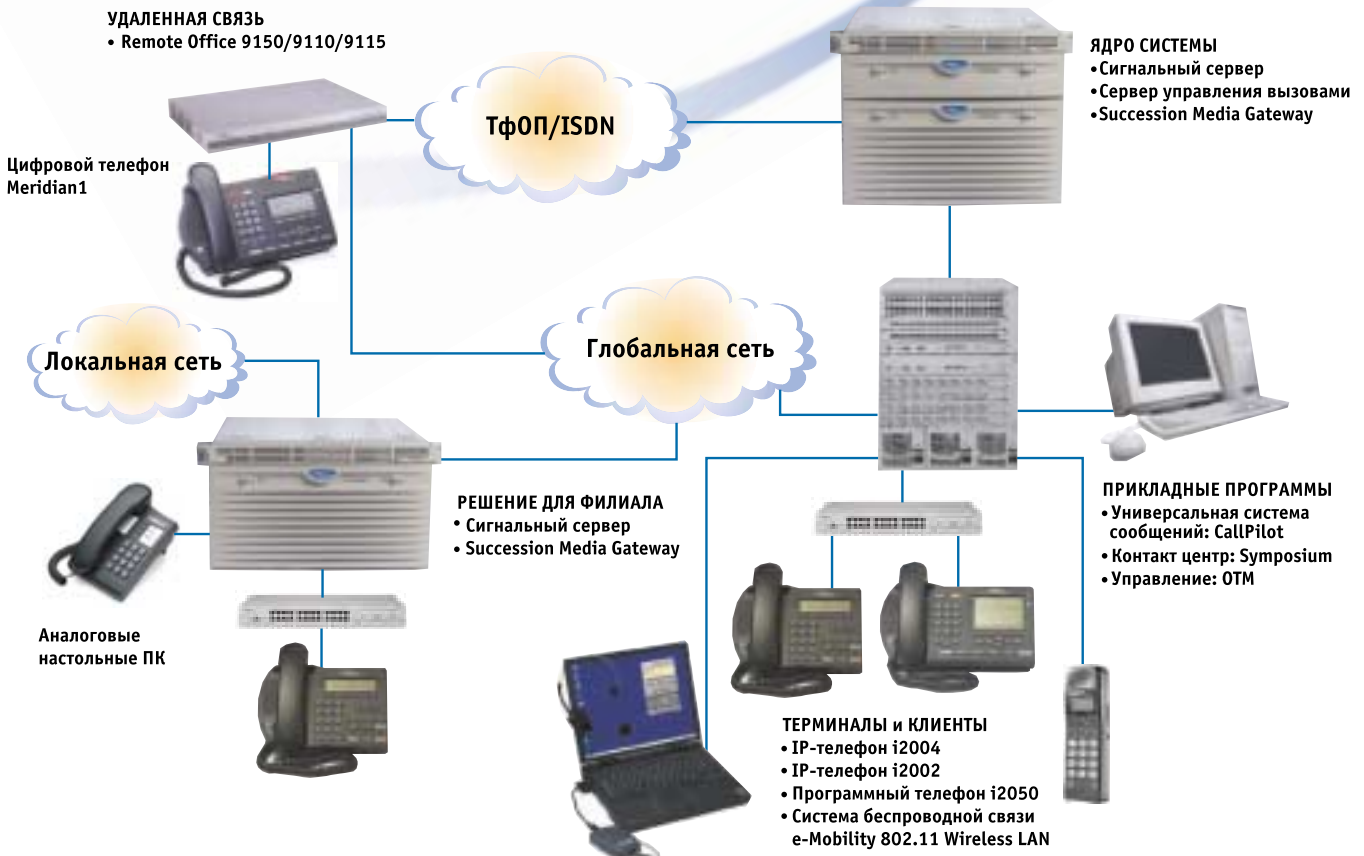 УДАЛЕННАЯ СВЯЗЬ
• Remote Office 9150/9110/9115
ЯДРО СИСТЕМЫ
•Сигнальный сервер
•Сервер управления вызовами
•Succession Media Gateway
ТфОП/ISDN
Цифровой телефон
Meridian1
Локальная сеть
Глобальная сеть
РЕШЕНИЕ ДЛЯ ФИЛИАЛА
• Сигнальный сервер
• Succession Media Gateway
ПРИКЛАДНЫЕ ПРОГРАММЫ
• Универсальная система
сообщений: CallPilot
• Контакт центр: Symposium
• Управление: OTM
Аналоговые
настольные ПК
ТЕРМИНАЛЫ и КЛИЕНТЫ
• IP-телефон i2004
• IP-телефон i2002
• Программный телефон i2050
• Система беспроводной связи
e-Mobility 802.11 Wireless LAN